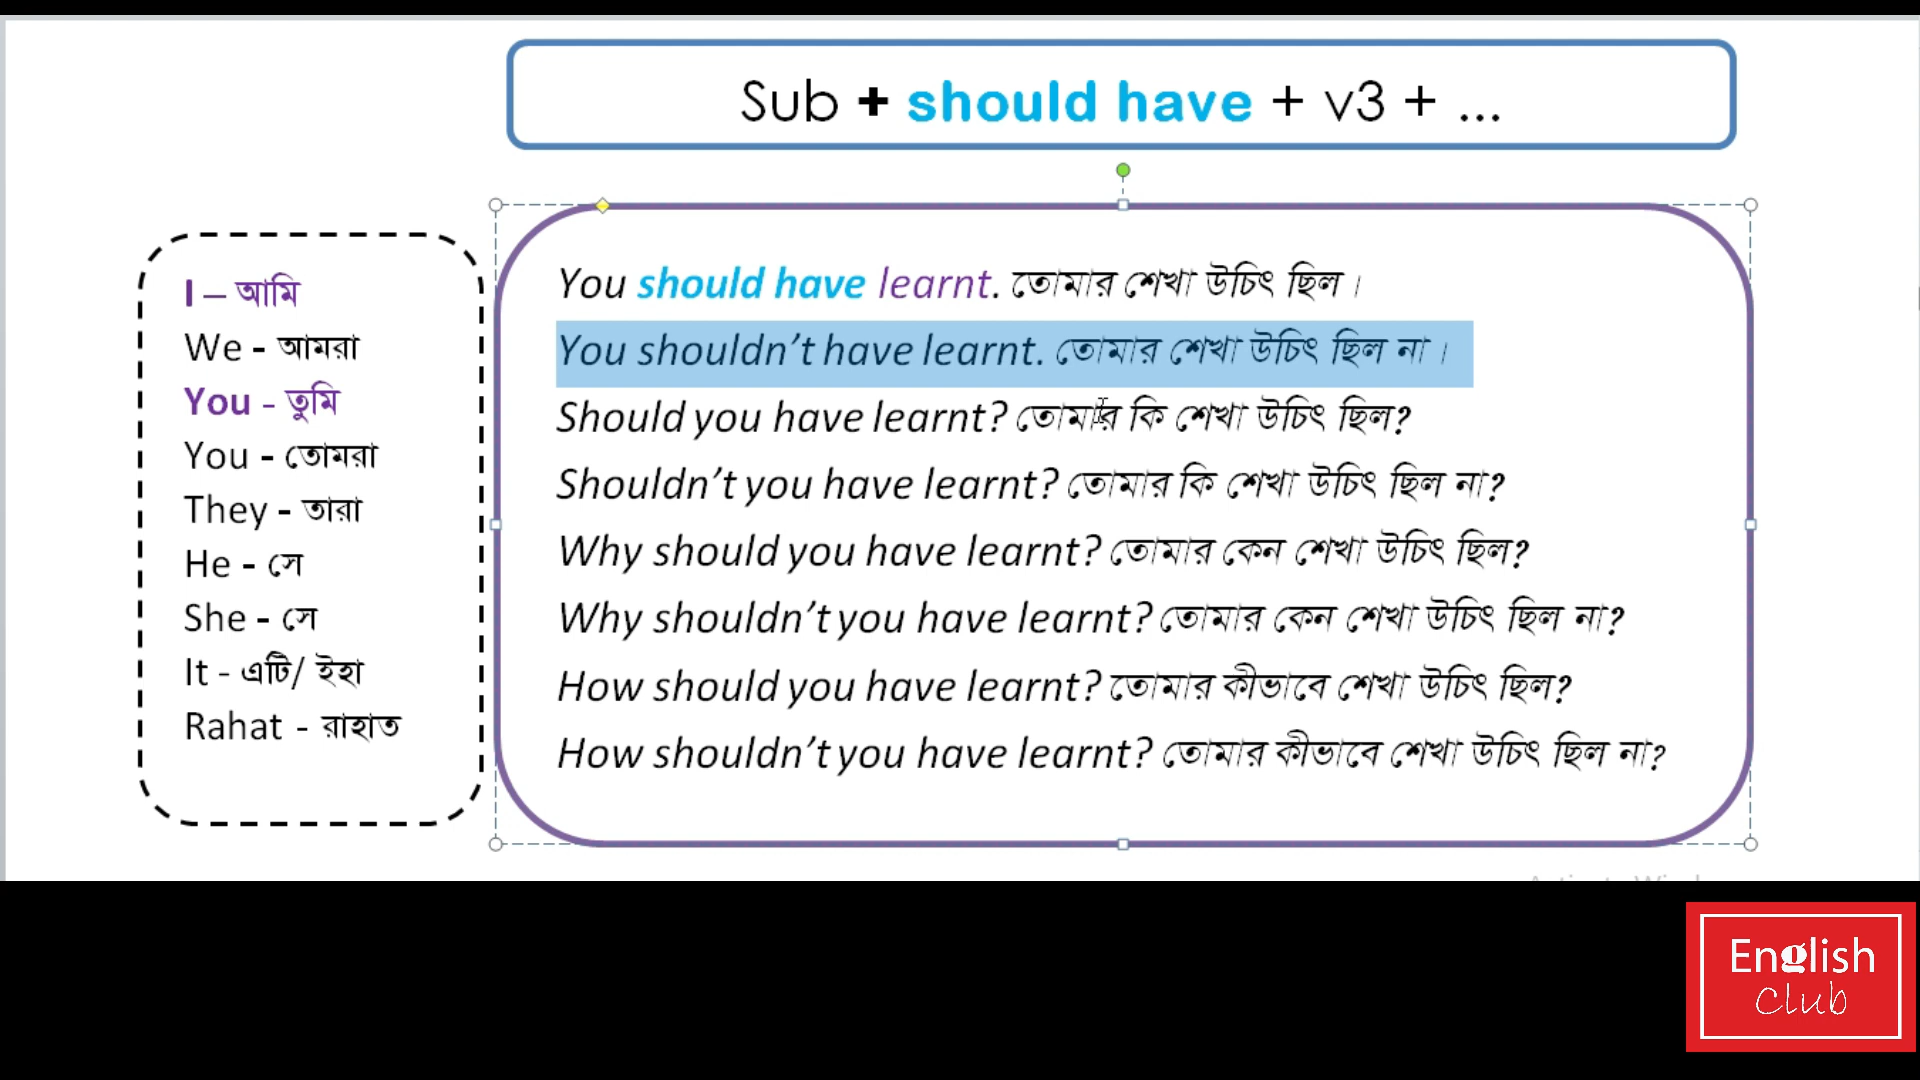 Sub + should have + v3 + ...
I – আমি
We - আমরা
You - তুমি
You - তোমরা
They - তারা
He - সে
She - সে
It - এটি/ ইহা
Rahat - রাহাত
You should have learnt. তোমার শেখা উচিৎ ছিল।
You shouldn’t have learnt. তোমার শেখা উচিৎ ছিল না।
Should you have learnt? তোমার কি শেখা উচিৎ ছিল?
Shouldn’t you have learnt? তোমার কি শেখা উচিৎ ছিল না?
Why should you have learnt? তোমার কেন শেখা উচিৎ ছিল?
Why shouldn’t you have learnt? তোমার কেন শেখা উচিৎ ছিল না?
How should you have learnt? তোমার কীভাবে শেখা উচিৎ ছিল?
How shouldn’t you have learnt? তোমার কীভাবে শেখা উচিৎ ছিল না?
English
Club